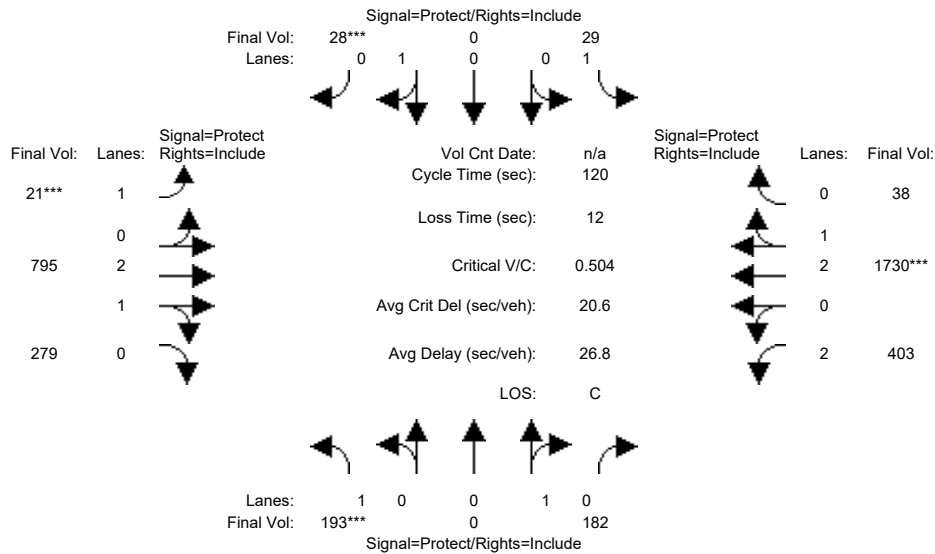 Signal=Protect/Rights=Include
Final Vol: 28*** 0 29
Lanes: 0 1 0 0 1
Signal=Protect
Final Vol: Lanes: Rights=Include
Vol Cnt Date: n/a
Signal=Protect
Rights=Include Lanes: Final Vol:
Cycle Time (sec): 120
21*** 1
0 38
Loss Time (sec): 12
0
1
795 2
Critical V/C: 0.504
2 1730***
1
Avg Crit Del (sec/veh): 20.6
0
279 0
Avg Delay (sec/veh): 26.8
2 403
LOS: C
Lanes: 1 0 0 1 0
Final Vol: 193*** 0 182
Signal=Protect/Rights=Include